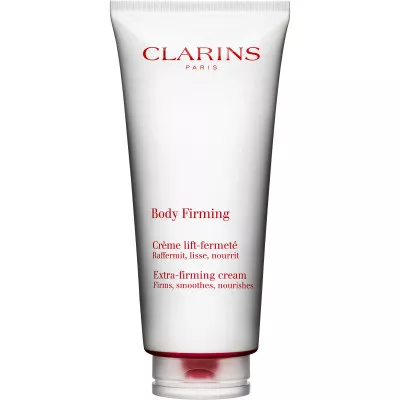 CLARINS
PARIS
Body Firming
Crème lift-fermeté
Raffermit, lisse, nourrit
Extra-firming cream
Firms, smoothes, nourishes